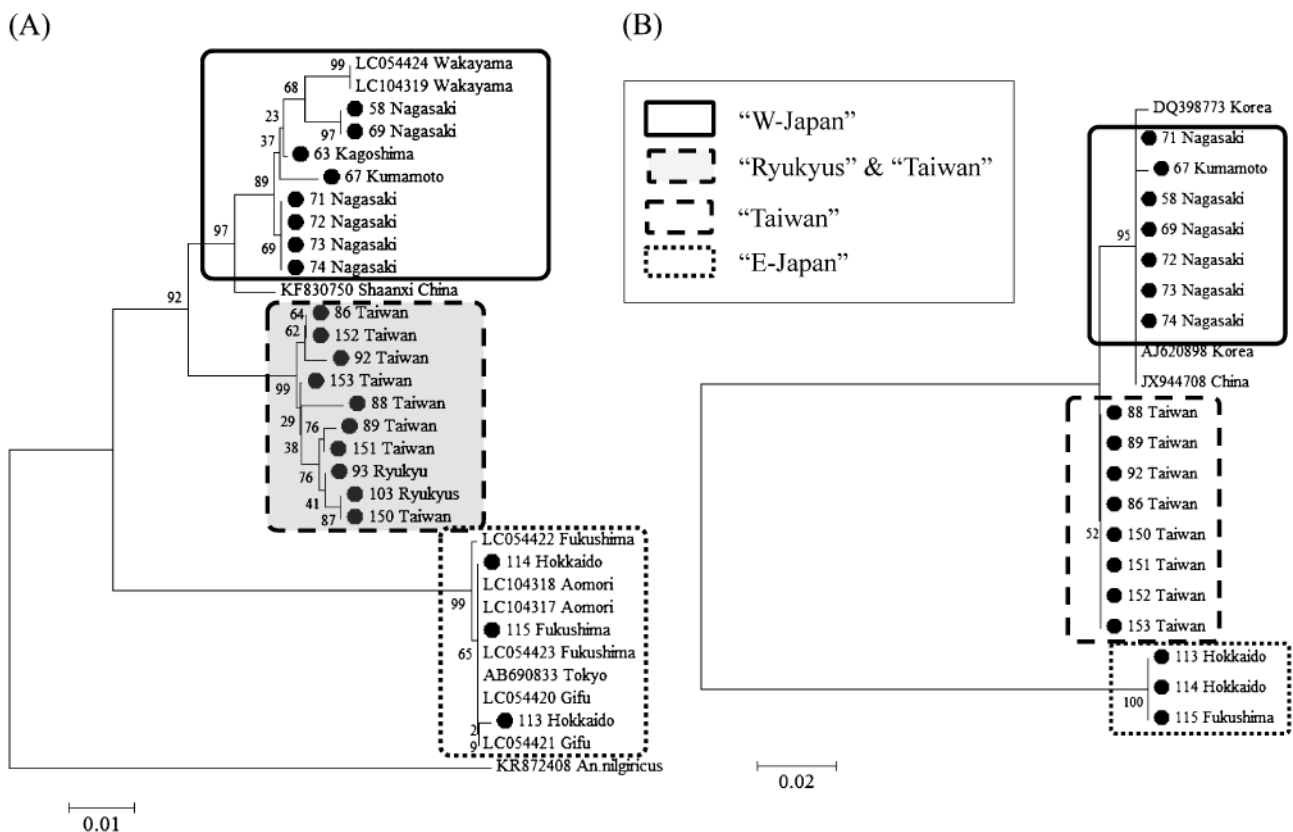 (A)
99
LC054424 Wakayama
LC104319 Wakayama
68
58 Nagasaki
23
97
69 Nagasaki
37
63 Kagoshima
67 Kumamoto
89
71 Nagasaki
72 Nagasaki
97
69
73 Nagasaki
74 Nagasaki
KF830750 Shaanxi China
92
64
86 Taiwan
62
152 Taiwan
92 Taiwan
99
153 Taiwan
88 Taiwan
29
76
89 Taiwan
38
151 Taiwan
76
93 Ryukyu
41
103 Ryukyus
87
150 Taiwan
LC054422 Fukushima
114 Hokkaido
LC104318 Aomori
99
LC104317 Aomori
115 Fukushima
65
LC054423 Fukushima
AB690833 Tokyo
LC054420 Gifu
113 Hokkaido
2
9
LC054421 Gifu
KR872408 An.nilgiricus
0.01
(B)
"W-Japan"
"Ryukyus" & "Taiwan"
"Taiwan"
"E-Japan"
DQ398773 Korea
71 Nagasaki
67 Kumamoto
58 Nagasaki
95
69 Nagasaki
72 Nagasaki
73 Nagasaki
74 Nagasaki
AJ620898 Korea
JX944708 China
88 Taiwan
89 Taiwan
92 Taiwan
86 Taiwan
52
150 Taiwan
151 Taiwan
152 Taiwan
153 Taiwan
113 Hokkaido
114 Hokkaido
100
115 Fukushima
0.02